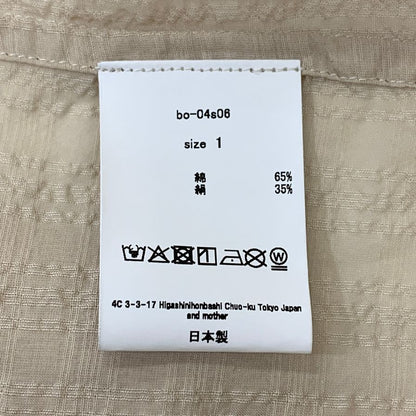 bo-04s06
size 1
綿 65%
絹 35%
4C 3-3-17 Higashinihonbashi Chuo-ku Tokyo Japan
and mother
日本製